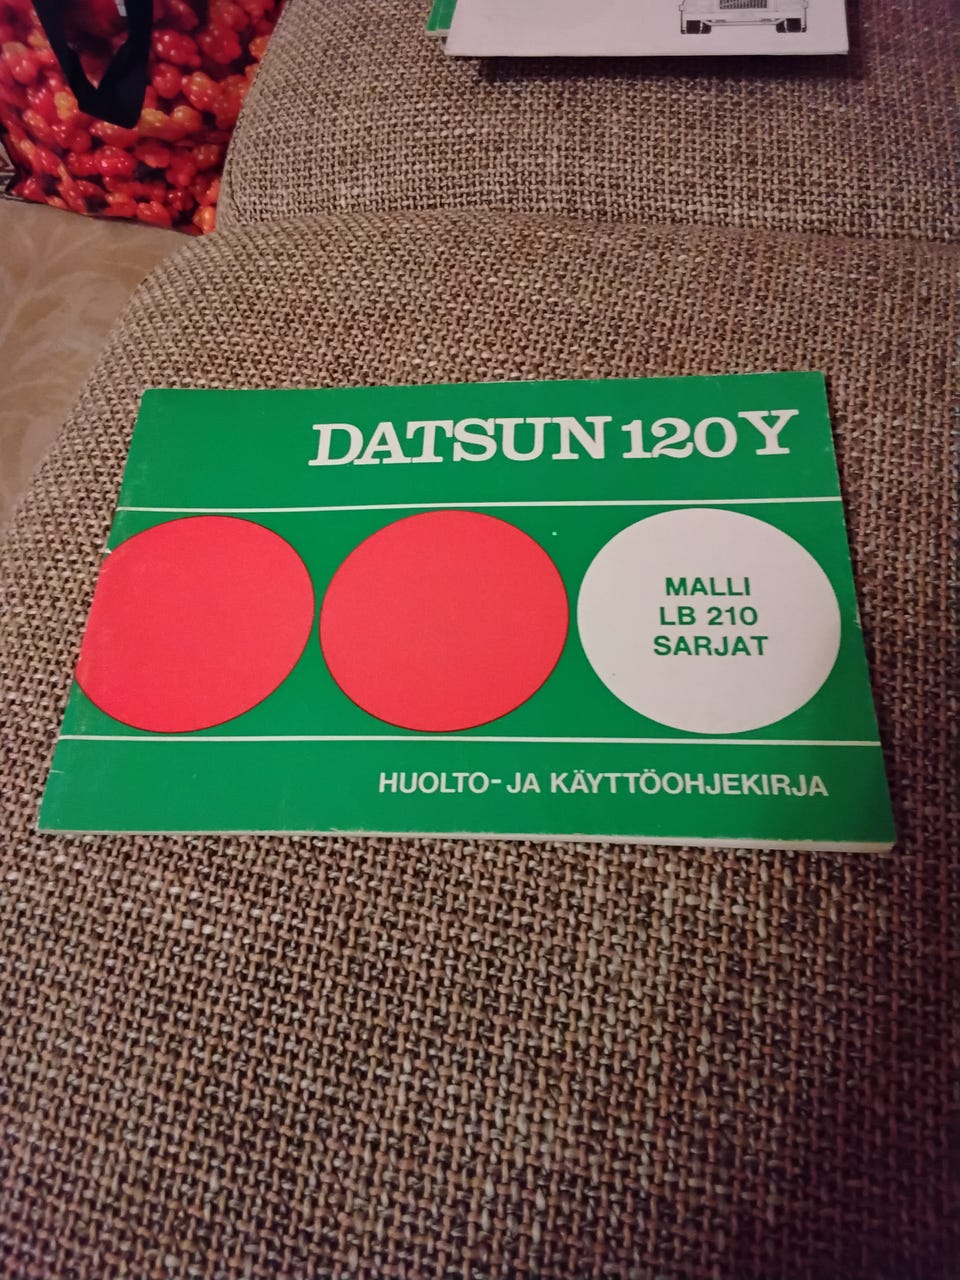 DATSUN 120Y
MALLI
LB 210
SARJAT
HUOLTO- JA KÄYTTÖOHJEKIRJA